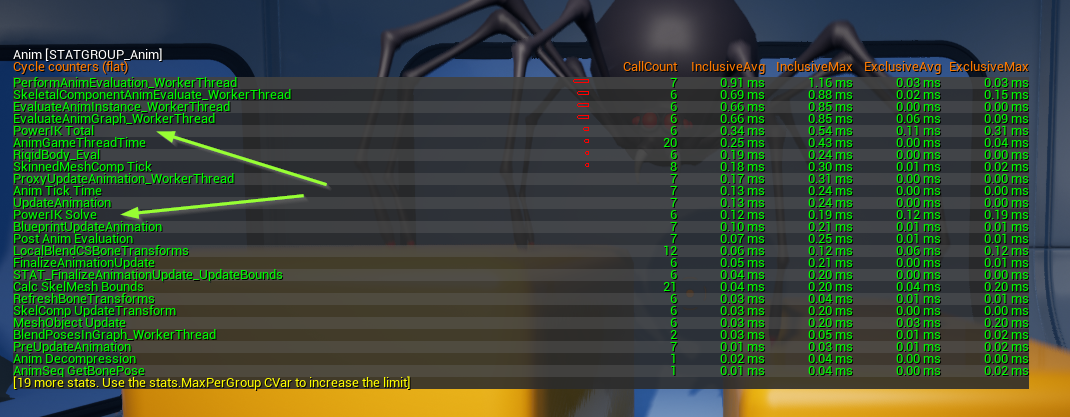 Anim [STATGROUP_Anim]
Cycle counters (flat) CallCount InclusiveAvg InclusiveMax ExclusiveAvg ExclusiveMax
PerformAnimEvaluation_WorkerThread 7 0.91 ms 1.16 ms 0.03 ms 0.03 ms
SkeletalComponentAnimEvaluate_WorkerThread 6 0.69 ms 0.88 ms 0.02 ms 0.15 ms
EvaluateAnimInstance_WorkerThread 6 0.66 ms 0.85 ms 0.00 ms 0.00 ms
EvaluateAnimGraph_WorkerThread 6 0.66 ms 0.85 ms 0.06 ms 0.09 ms
PowerIK Total 6 0.34 ms 0.54 ms 0.11 ms 0.31 ms
AnimGameThreadTime 20 0.25 ms 0.43 ms 0.00 ms 0.04 ms
RigidBody_Eval 6 0.19 ms 0.24 ms 0.00 ms 0.00 ms
SkinnedMeshComp Tick 8 0.18 ms 0.30 ms 0.01 ms 0.02 ms
ProxyUpdateAnimation_WorkerThread 7 0.17 ms 0.31 ms 0.00 ms 0.00 ms
Anim Tick Time 7 0.13 ms 0.24 ms 0.00 ms 0.00 ms
UpdateAnimation 7 0.13 ms 0.24 ms 0.00 ms 0.00 ms
PowerIK Solve 6 0.12 ms 0.19 ms 0.12 ms 0.19 ms
BlueprintUpdateAnimation 7 0.10 ms 0.21 ms 0.01 ms 0.01 ms
Post Anim Evaluation 7 0.07 ms 0.25 ms 0.01 ms 0.01 ms
LocalBlendCSBoneTransforms 12 0.06 ms 0.12 ms 0.06 ms 0.12 ms
FinalizeAnimationUpdate 6 0.05 ms 0.21 ms 0.00 ms 0.01 ms
STAT_FinalizeAnimationUpdate_UpdateBounds 6 0.04 ms 0.20 ms 0.00 ms 0.00 ms
Calc SkelMesh Bounds 21 0.04 ms 0.20 ms 0.04 ms 0.20 ms
RefreshBoneTransforms 6 0.03 ms 0.04 ms 0.01 ms 0.01 ms
SkelComp UpdateTransform 6 0.03 ms 0.20 ms 0.00 ms 0.00 ms
MeshObject Update 6 0.03 ms 0.20 ms 0.03 ms 0.20 ms
BlendPosesInGraph_WorkerThread 2 0.03 ms 0.05 ms 0.01 ms 0.02 ms
PreUpdateAnimation 7 0.01 ms 0.03 ms 0.01 ms 0.02 ms
Anim Decompression 1 0.02 ms 0.04 ms 0.00 ms 0.00 ms
AnimSeq GetBonePose 1 0.01 ms 0.04 ms 0.00 ms 0.02 ms
[19 more stats. Use the stats.MaxPerGroup CVar to increase the limit]